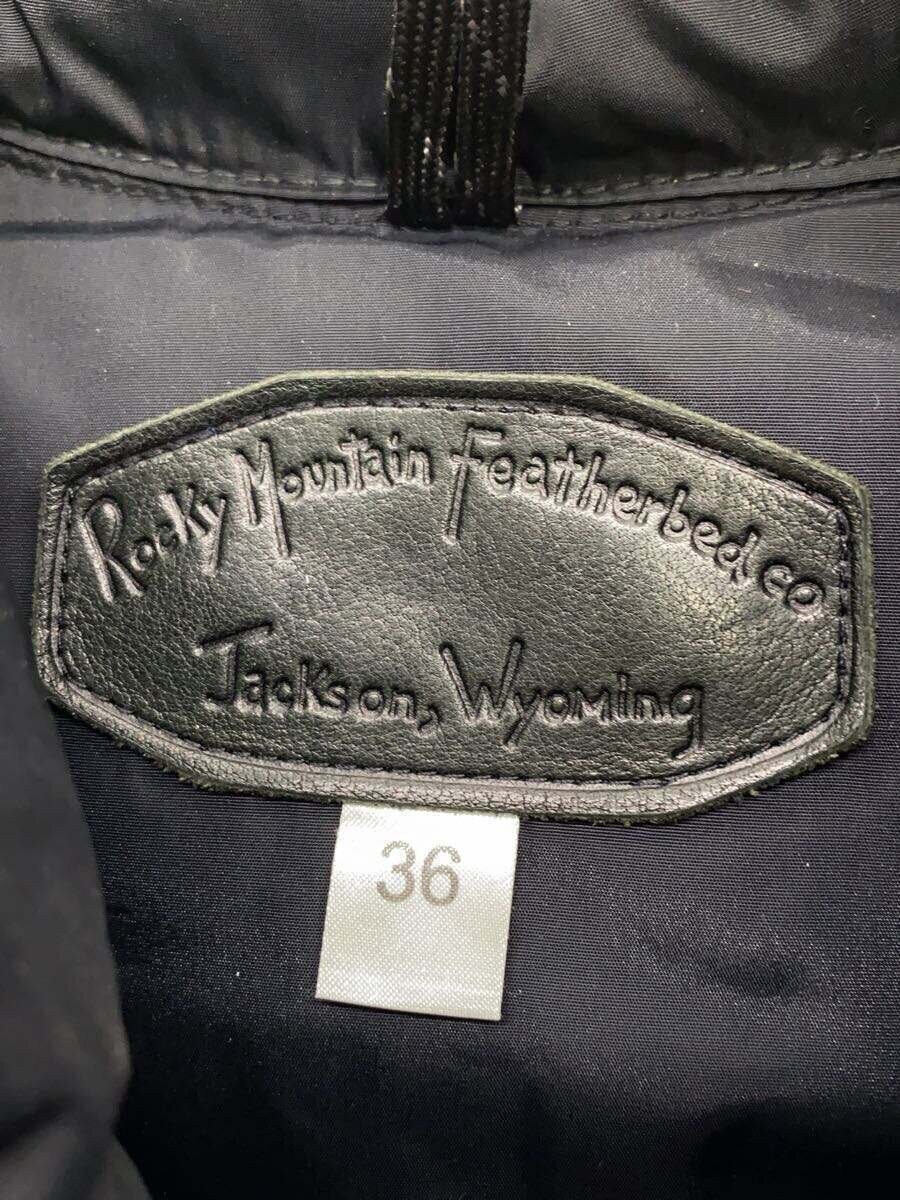 Rocky Mountain Featherbed co
Jackson, Wyoming
36